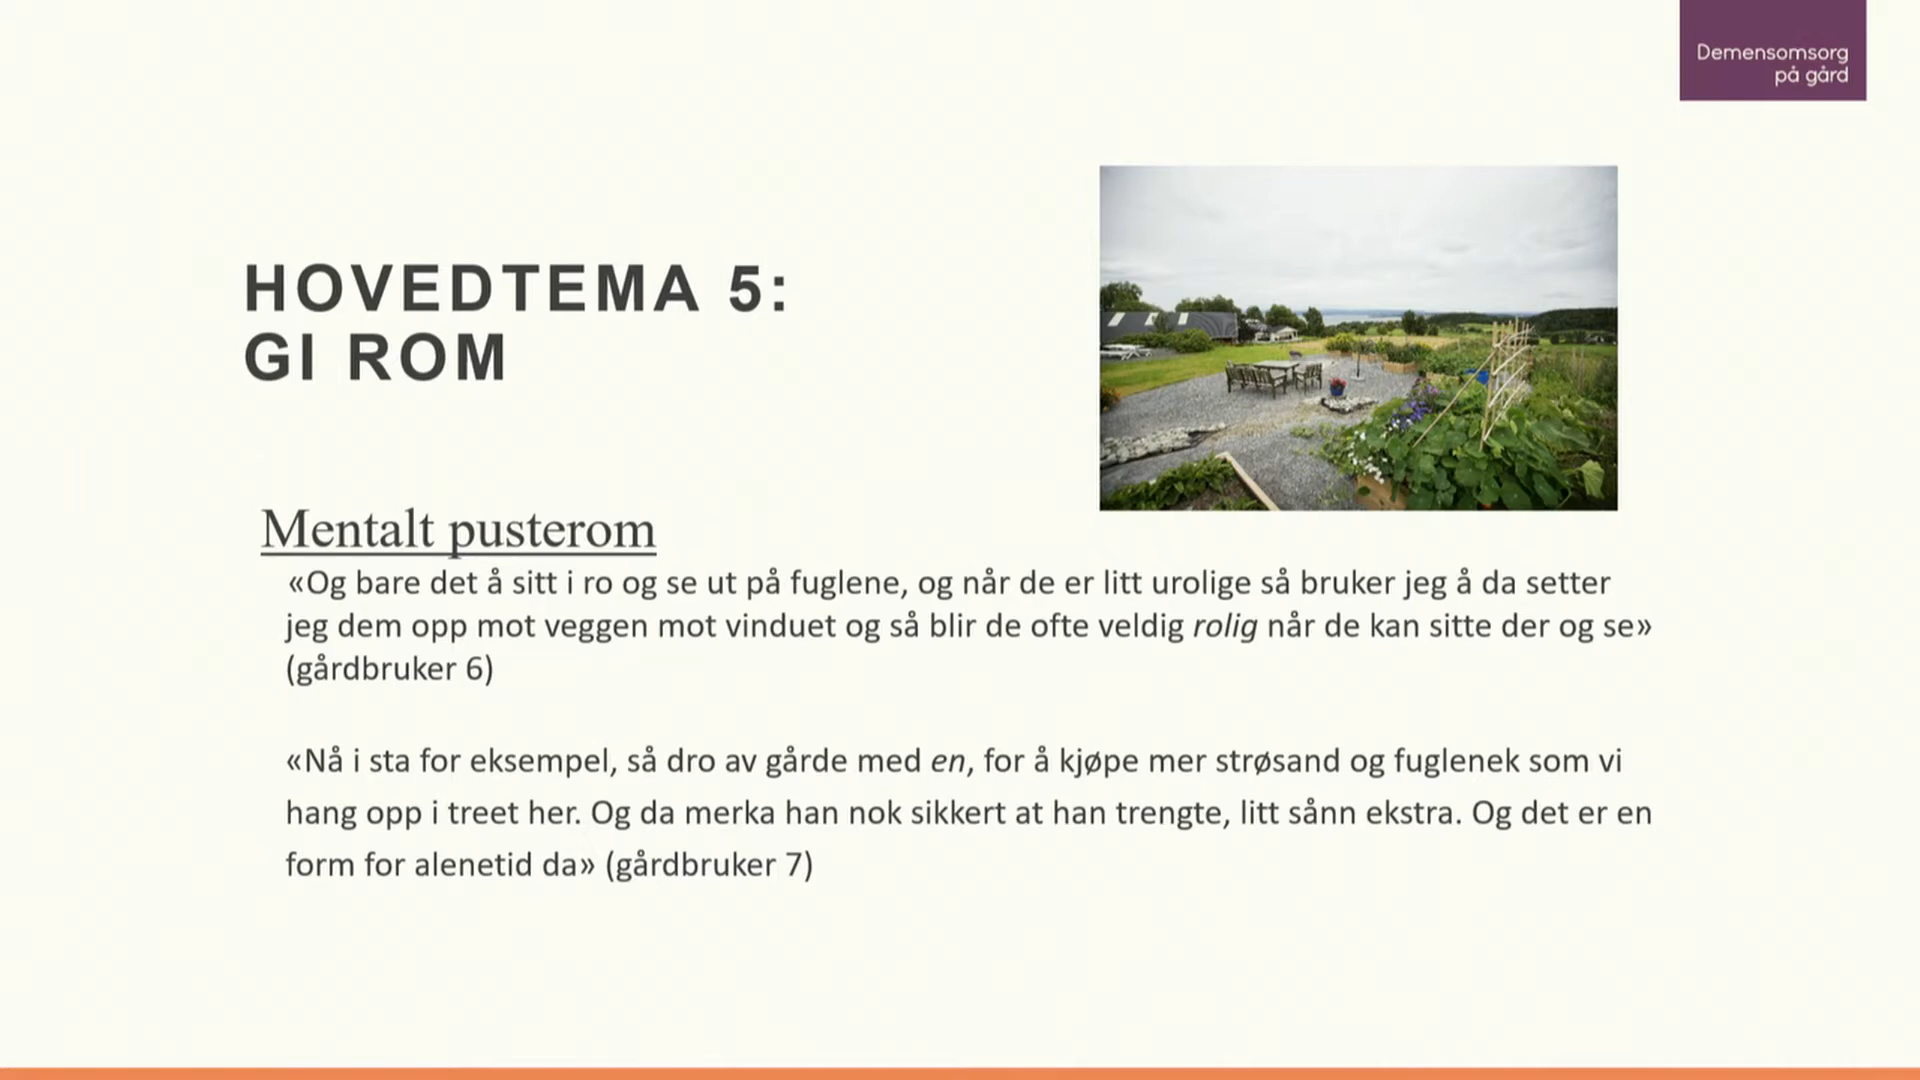 Demensomsorg
på gård
HOVEDTEMA 5:
GI ROM
Mentalt pusterom
«Og bare det å sitt i ro og se ut på fuglene, og når de er litt urolige så bruker jeg å da setter
jeg dem opp mot veggen mot vinduet og så blir de ofte veldig rolig når de kan sitte der og se»
(gårdbruker 6)
«Nå i sta for eksempel, så dro av gårde med en, for å kjøpe mer strøsand og fuglenek som vi
hang opp i treet her. Og da merka han nok sikkert at han trengte, litt sånn ekstra. Og det er en
form for alenetid da» (gårdbruker 7)